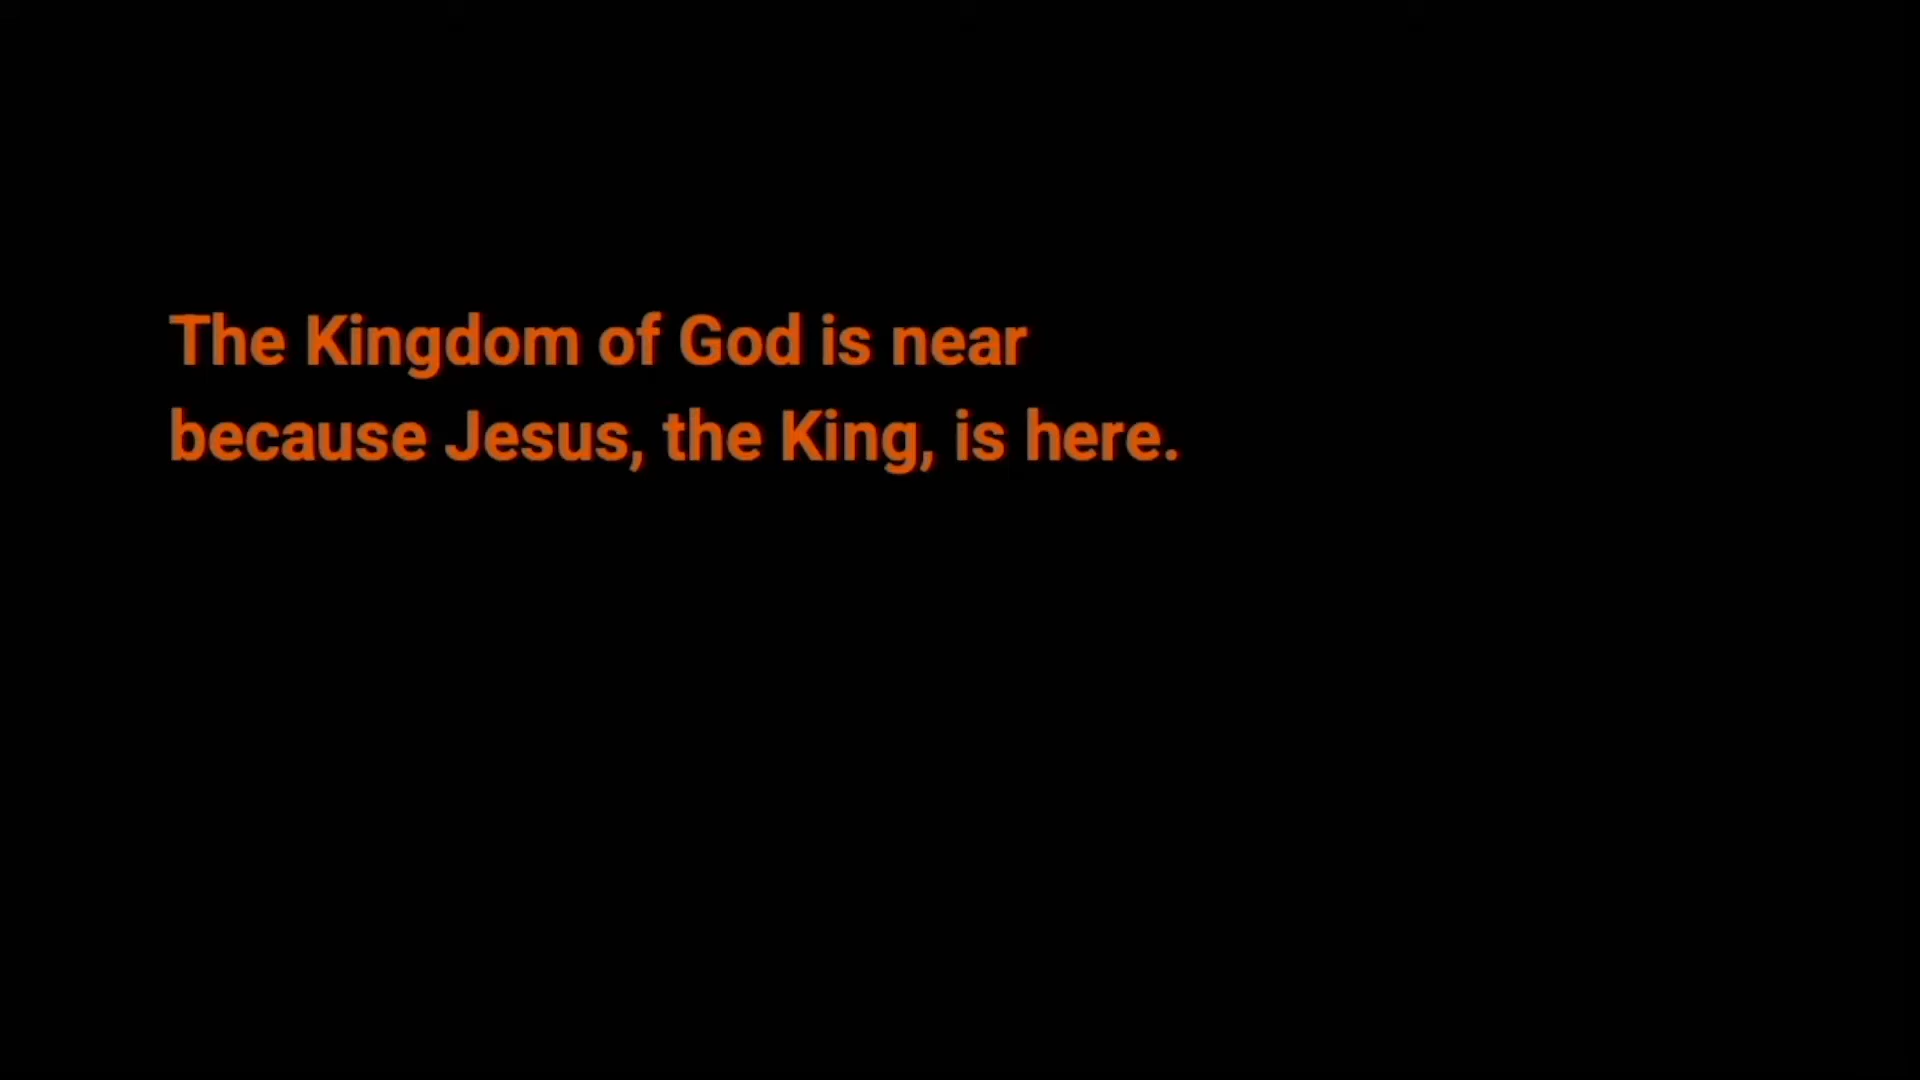 The Kingdom of God is near
because Jesus, the King, is here.